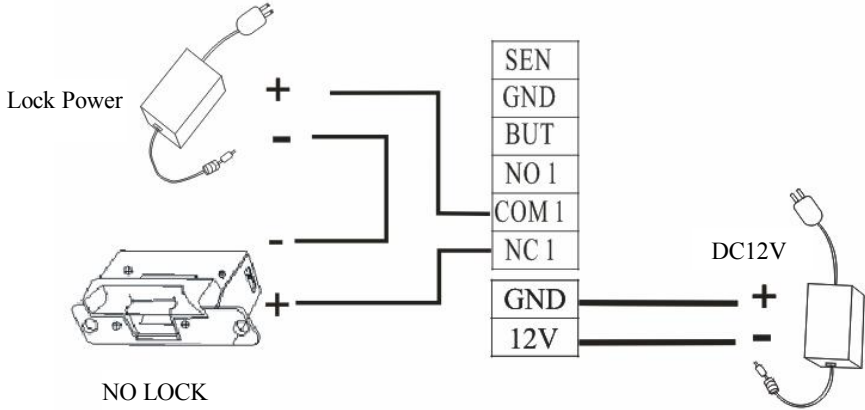 Lock Power
+
-
-
+
NO LOCK
SEN
GND
BUT
NO 1
COM 1
NC 1
GND
12V
DC12V
+
-